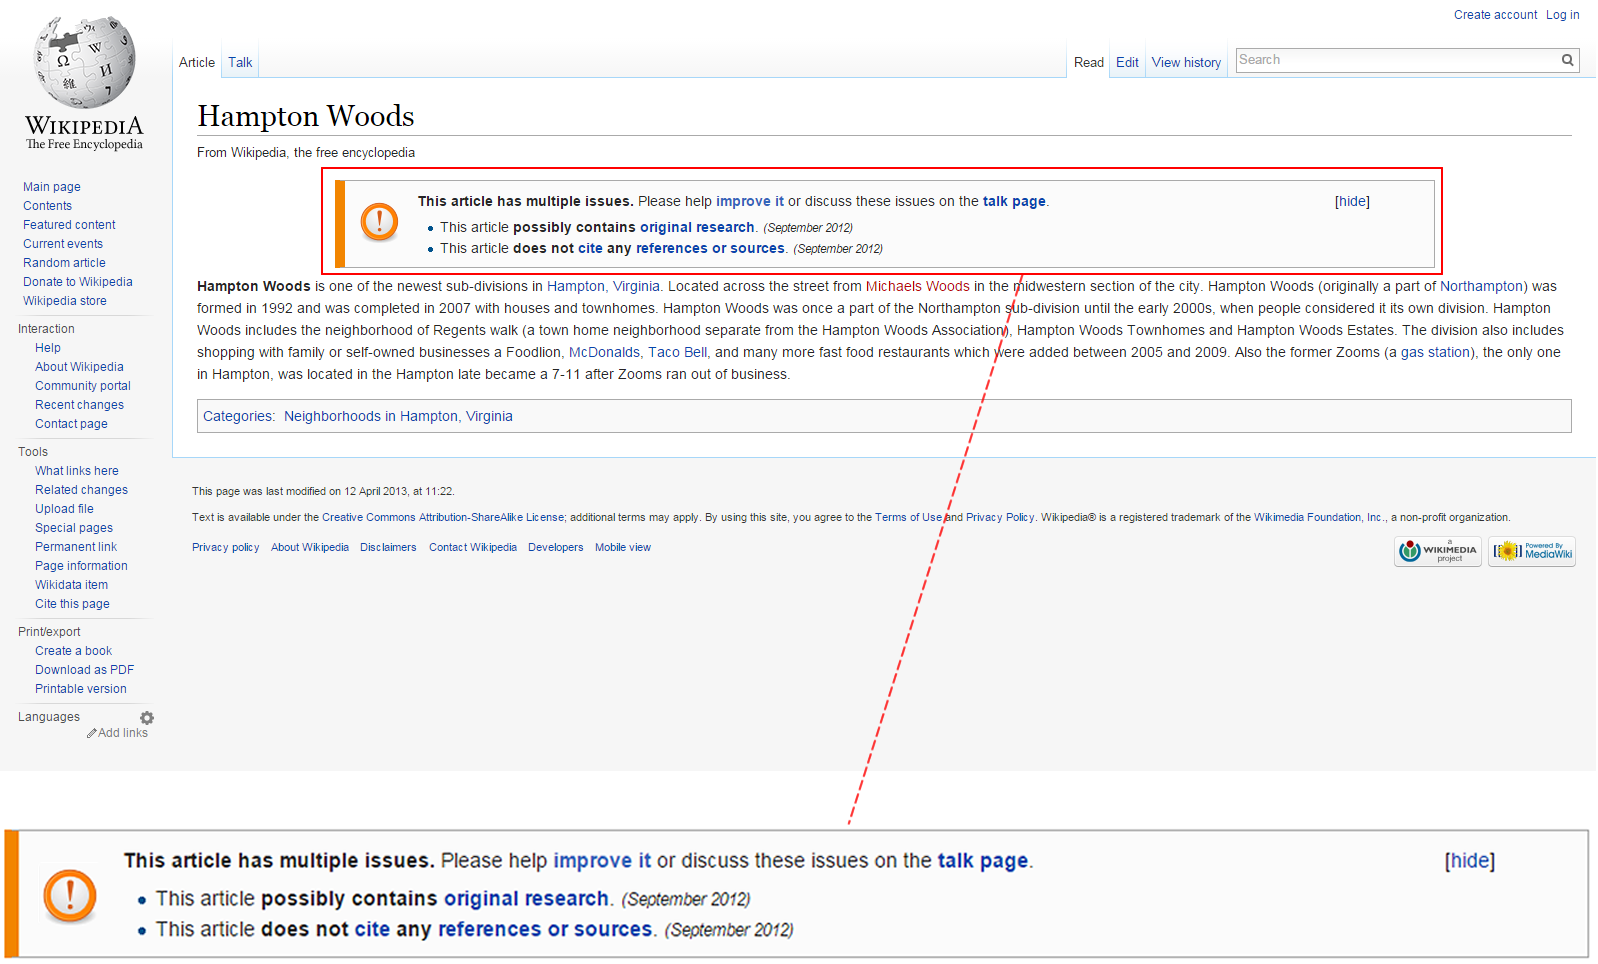 Create account Log in
Article Talk
Read Edit View history Search
Ω W И 維 7
WIKIPEDIA
The Free Encyclopedia
Main page
Contents
Featured content
Current events
Random article
Donate to Wikipedia
Wikipedia store
Interaction
Help
About Wikipedia
Community portal
Recent changes
Contact page
Tools
What links here
Related changes
Upload file
Special pages
Permanent link
Page information
Wikidata item
Cite this page
Print/export
Create a book
Download as PDF
Printable version
Languages
Add links
Hampton Woods
From Wikipedia, the free encyclopedia
This article has multiple issues. Please help improve it or discuss these issues on the talk page. [hide]
• This article possibly contains original research. (September 2012)
• This article does not cite any references or sources. (September 2012)
Hampton Woods is one of the newest sub-divisions in Hampton, Virginia. Located across the street from Michaels Woods in the midwestern section of the city. Hampton Woods (originally a part of Northampton) was
formed in 1992 and was completed in 2007 with houses and townhomes. Hampton Woods was once a part of the Northampton sub-division until the early 2000s, when people considered it its own division. Hampton
Woods includes the neighborhood of Regents walk (a town home neighborhood separate from the Hampton Woods Association), Hampton Woods Townhomes and Hampton Woods Estates. The division also includes
shopping with family or self-owned businesses a Foodlion, McDonalds, Taco Bell, and many more fast food restaurants which were added between 2005 and 2009. Also the former Zooms (a gas station), the only one
in Hampton, was located in the Hampton late became a 7-11 after Zooms ran out of business.
Categories: Neighborhoods in Hampton, Virginia
This page was last modified on 12 April 2013, at 11:22.
Text is available under the Creative Commons Attribution-ShareAlike License; additional terms may apply. By using this site, you agree to the Terms of Use and Privacy Policy. Wikipedia® is a registered trademark of the Wikimedia Foundation, Inc., a non-profit organization.
Privacy policy About Wikipedia Disclaimers Contact Wikipedia Developers Mobile view
a
WIKIMEDIA
project
Powered By
MediaWiki
This article has multiple issues. Please help improve it or discuss these issues on the talk page. [hide]
• This article possibly contains original research. (September 2012)
• This article does not cite any references or sources. (September 2012)